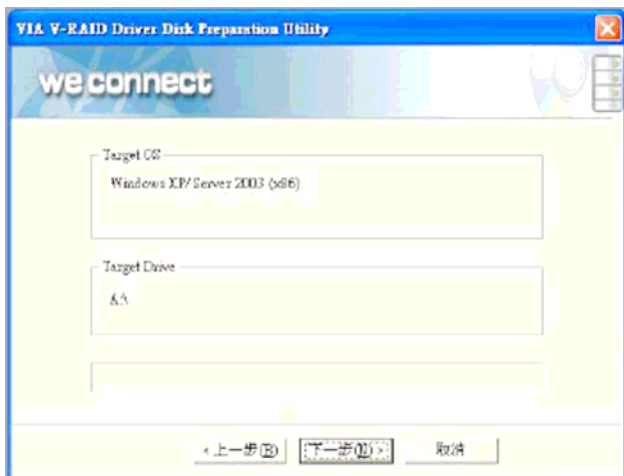 VIA V-RAID Driver Disk Preparation Utility
we connect
Target OS
Windows XP/Server 2003 (x86)
Target Drive
<上一步(B)
下一步(N)>
取消